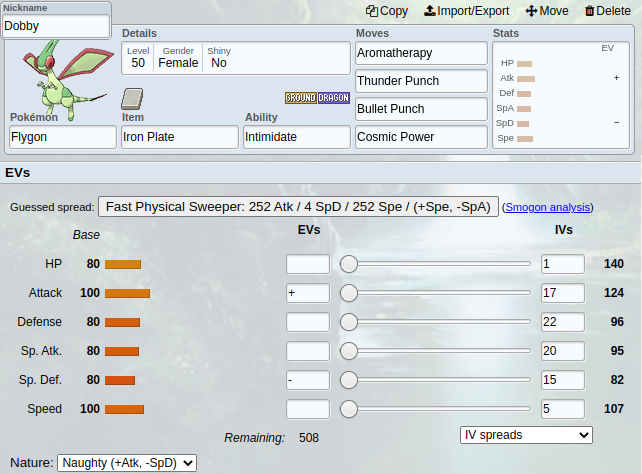 Nickname
Dobby
Copy Import/Export Move Delete
Details
Level Gender Shiny
50 Female No
GROUND DRAGON
Pokémon Item Ability
Flygon Iron Plate Intimidate
Moves
Aromatherapy
Thunder Punch
Bullet Punch
Cosmic Power
Stats
EV
HP
Atk +
Def
SpA
SpD −
Spe
EVs
Guessed spread: Fast Physical Sweeper: 252 Atk / 4 SpD / 252 Spe / (+Spe, -SpA) (Smogon analysis)
Base EVs IVs
HP 80 1 140
Attack 100 + 17 124
Defense 80 22 96
Sp. Atk. 80 20 95
Sp. Def. 80 - 15 82
Speed 100 5 107
Remaining: 508 IV spreads
Nature: Naughty (+Atk, -SpD)